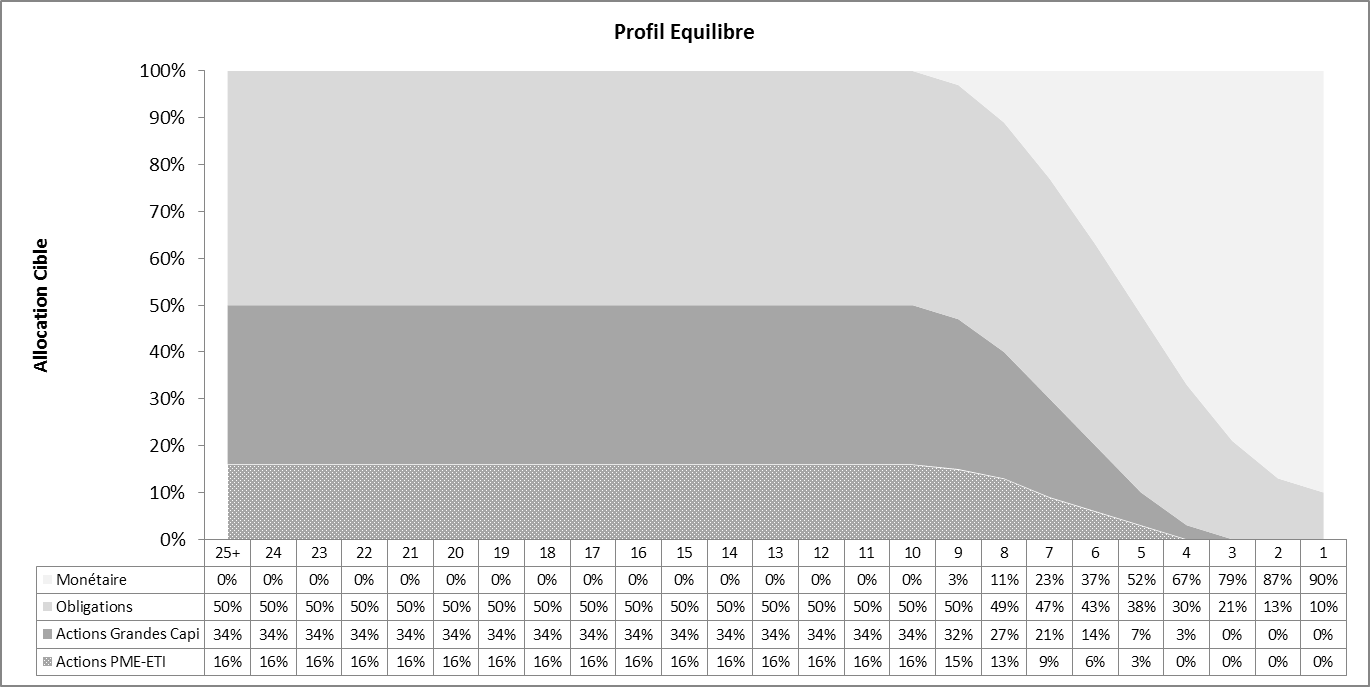 Profil Equilibre
Allocation Cible
100%
90%
80%
70%
60%
50%
40%
30%
20%
10%
0%
25+ 24 23 22 21 20 19 18 17 16 15 14 13 12 11 10 9 8 7 6 5 4 3 2 1
Monétaire 0% 0% 0% 0% 0% 0% 0% 0% 0% 0% 0% 0% 0% 0% 0% 0% 3% 11% 23% 37% 52% 67% 79% 87% 90%
Obligations 50% 50% 50% 50% 50% 50% 50% 50% 50% 50% 50% 50% 50% 50% 50% 50% 50% 49% 47% 43% 38% 30% 21% 13% 10%
Actions Grandes Capi 34% 34% 34% 34% 34% 34% 34% 34% 34% 34% 34% 34% 34% 34% 34% 34% 32% 27% 21% 14% 7% 3% 0% 0% 0%
Actions PME-ETI 16% 16% 16% 16% 16% 16% 16% 16% 16% 16% 16% 16% 16% 16% 16% 16% 15% 13% 9% 6% 3% 0% 0% 0% 0%